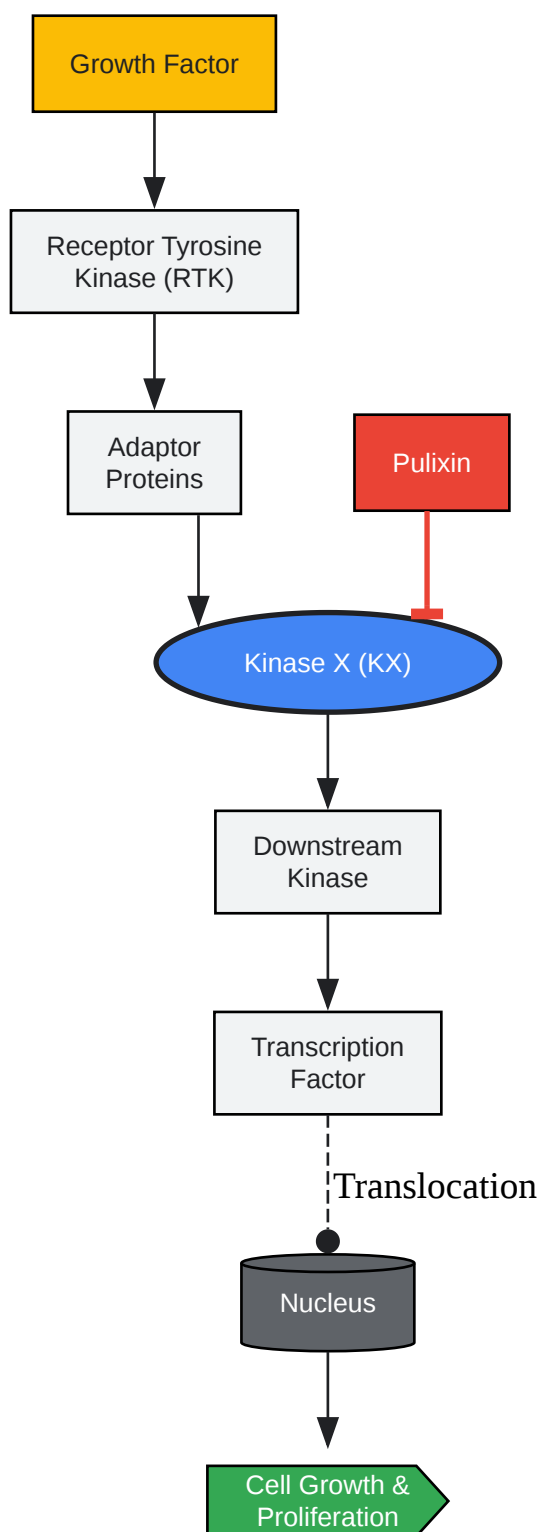 Growth Factor
Receptor Tyrosine
Kinase (RTK)
Adaptor
Proteins
Pulixin
Kinase X (KX)
Downstream
Kinase
Transcription
Factor
Translocation
Nucleus
Cell Growth &
Proliferation